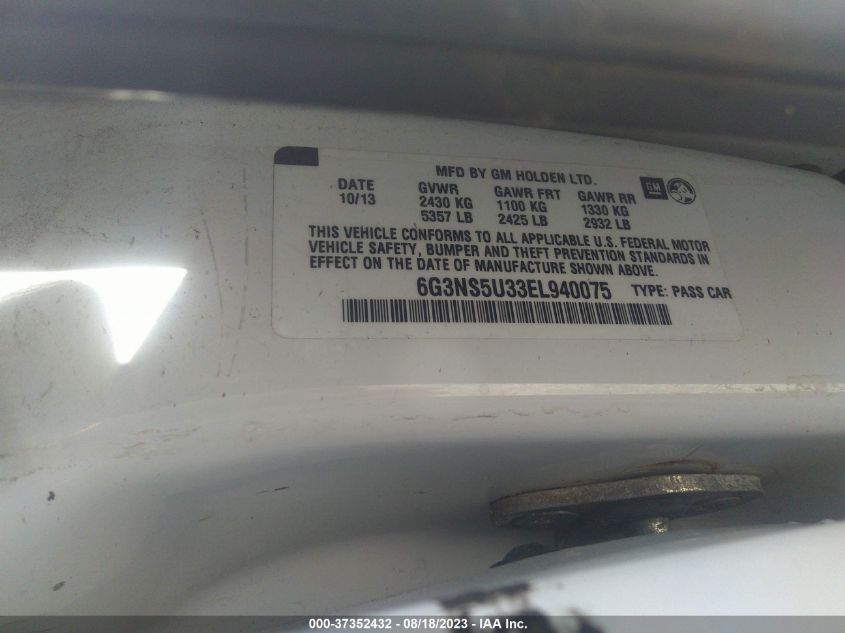 MFD BY GM HOLDEN LTD.
DATE GVWR GAWR FRT GAWR RR
10/13 2430 KG 1100 KG 1330 KG
5357 LB 2425 LB 2932 LB
THIS VEHICLE CONFORMS TO ALL APPLICABLE U.S. FEDERAL MOTOR
VEHICLE SAFETY, BUMPER AND THEFT PREVENTION STANDARDS IN
EFFECT ON THE DATE OF MANUFACTURE SHOWN ABOVE.
6G3NS5U33EL940075 TYPE: PASS CAR
GM
000-37352432 - 08/18/2023 - IAA Inc.